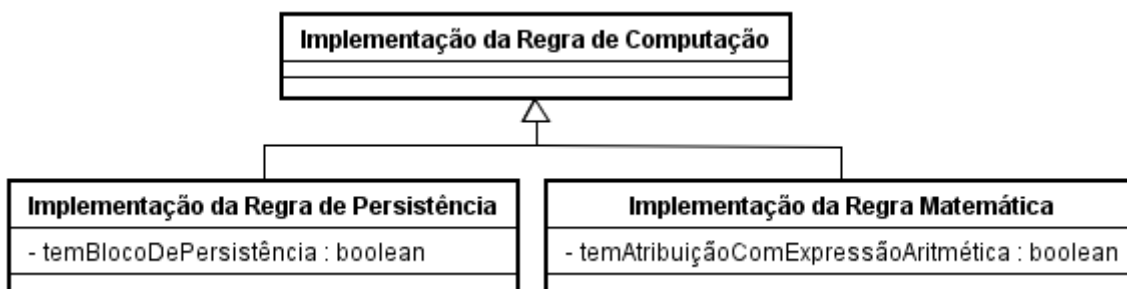 Implementação da Regra de Computação
Implementação da Regra de Persistência
- temBlocoDePersistência : boolean
Implementação da Regra Matemática
- temAtribuiçãoComExpressãoAritmética : boolean